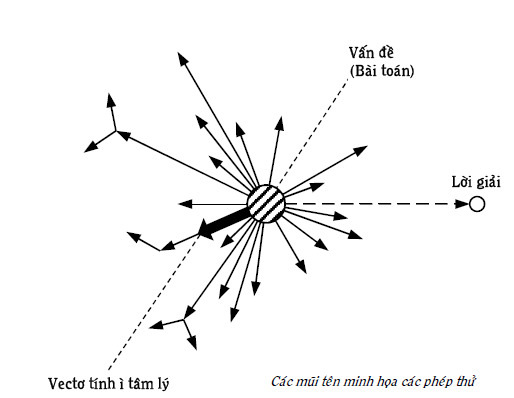 Vấn đề
(Bài toán)
Lời giải
Vectơ tính ì tâm lý
Các mũi tên minh họa các phép thử